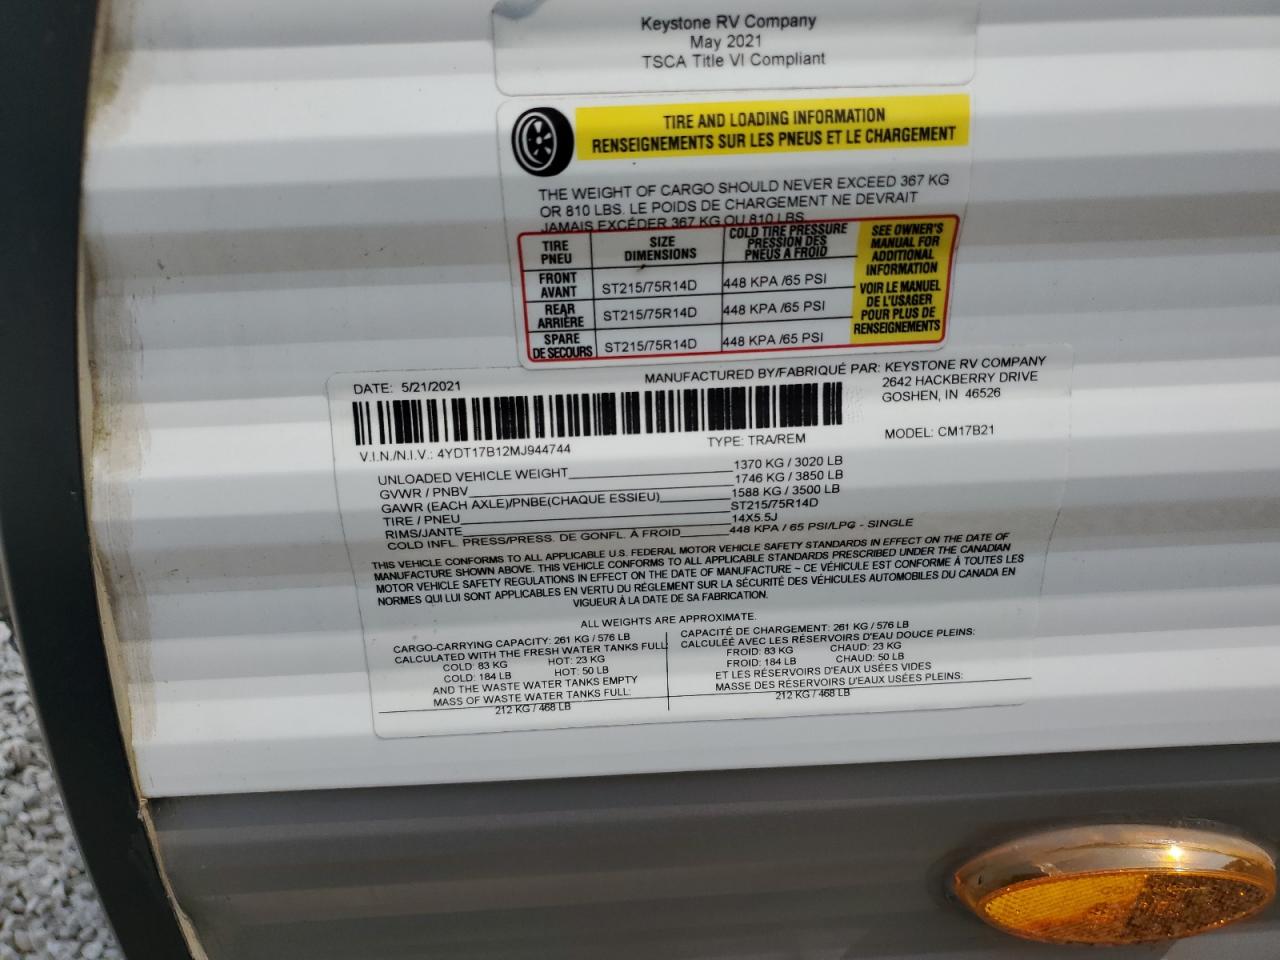 Keystone RV Company
May 2021
TSCA Title VI Compliant
TIRE AND LOADING INFORMATION
RENSEIGNEMENTS SUR LES PNEUS ET LE CHARGEMENT
THE WEIGHT OF CARGO SHOULD NEVER EXCEED 367 KG
OR 810 LBS. LE POIDS DE CHARGEMENT NE DEVRAIT
JAMAIS EXCÉDER 367 KG OU 810 LBS
TIRE
PNEU
SIZE
DIMENSIONS
COLD TIRE PRESSURE
PRESSION DES
PNEUS A FROID
FRONT
AVANT
ST215/75R14D
448 KPA /65 PSI
REAR
ARRIÈRE
ST215/75R14D
448 KPA /65 PSI
SPARE
DE SECOURS
ST215/75R14D
448 KPA /65 PSI
SEE OWNER'S
MANUAL FOR
ADDITIONAL
INFORMATION
VOIR LE MANUEL
DE L'USAGER
POUR PLUS DE
RENSEIGNEMENTS
DATE: 5/21/2021
MANUFACTURED BY/FABRIQUÉ PAR: KEYSTONE RV COMPANY
2642 HACKBERRY DRIVE
GOSHEN, IN 46526
V.I.N./N.I.V.: 4YDT17B12MJ944744
TYPE: TRA/REM
MODEL: CM17B21
UNLOADED VEHICLE WEIGHT 1370 KG / 3020 LB
GVWR / PNBV 1746 KG / 3850 LB
GAWR (EACH AXLE)/PNBE(CHAQUE ESSIEU) 1588 KG / 3500 LB
TIRE / PNEU ST215/75R14D
RIMS/JANTE 14X5.5J
COLD INFL. PRESS/PRESS. DE GONFL. À FROID 448 KPA / 65 PSI/LPC - SINGLE
THIS VEHICLE CONFORMS TO ALL APPLICABLE U.S. FEDERAL MOTOR VEHICLE SAFETY STANDARDS IN EFFECT ON THE DATE OF
MANUFACTURE SHOWN ABOVE. THIS VEHICLE CONFORMS TO ALL APPLICABLE STANDARDS PRESCRIBED UNDER THE CANADIAN
MOTOR VEHICLE SAFETY REGULATIONS IN EFFECT ON THE DATE OF MANUFACTURE ~ CE VÉHICULE EST CONFORME À TOUTES LES
NORMES QUI LUI SONT APPLICABLES EN VERTU DU RÉGLEMENT SUR LA SÉCURITÉ DES VÉHICULES AUTOMOBILES DU CANADA EN
VIGUEUR À LA DATE DE SA FABRICATION.
ALL WEIGHTS ARE APPROXIMATE.
CARGO-CARRYING CAPACITY: 261 KG / 576 LB
CALCULATED WITH THE FRESH WATER TANKS FULL
COLD: 83 KG HOT: 23 KG
COLD: 184 LB HOT: 50 LB
AND THE WASTE WATER TANKS EMPTY
MASS OF WASTE WATER TANKS FULL:
212 KG / 468 LB
CAPACITÉ DE CHARGEMENT: 261 KG / 576 LB
CALCULÉE AVEC LES RÉSERVOIRS D'EAU DOUCE PLEINS:
FROID: 83 KG CHAUD: 23 KG
FROID: 184 LB CHAUD: 50 LB
ET LES RÉSERVOIRS D'EAUX USÉES VIDES
MASSE DES RÉSERVOIRS D'EAUX USÉES PLEINS:
212 KG / 468 LB